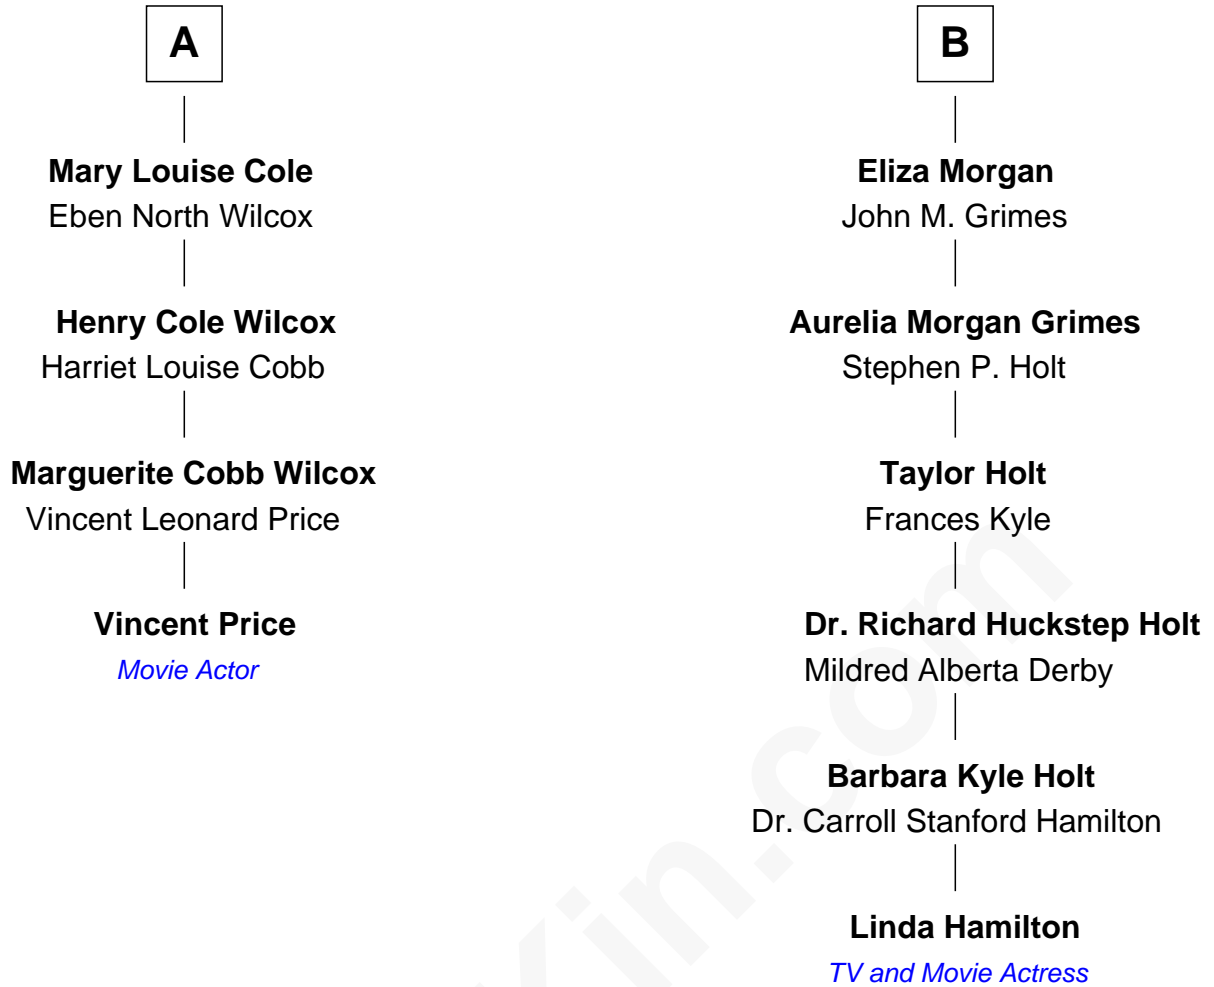 A
Mary Louise Cole
Eben North Wilcox
Henry Cole Wilcox
Harriet Louise Cobb
Marguerite Cobb Wilcox
Vincent Leonard Price
Vincent Price
Movie Actor
B
Eliza Morgan
John M. Grimes
Aurelia Morgan Grimes
Stephen P. Holt
Taylor Holt
Frances Kyle
Dr. Richard Huckstep Holt
Mildred Alberta Derby
Barbara Kyle Holt
Dr. Carroll Stanford Hamilton
Linda Hamilton
TV and Movie Actress
Kin.com